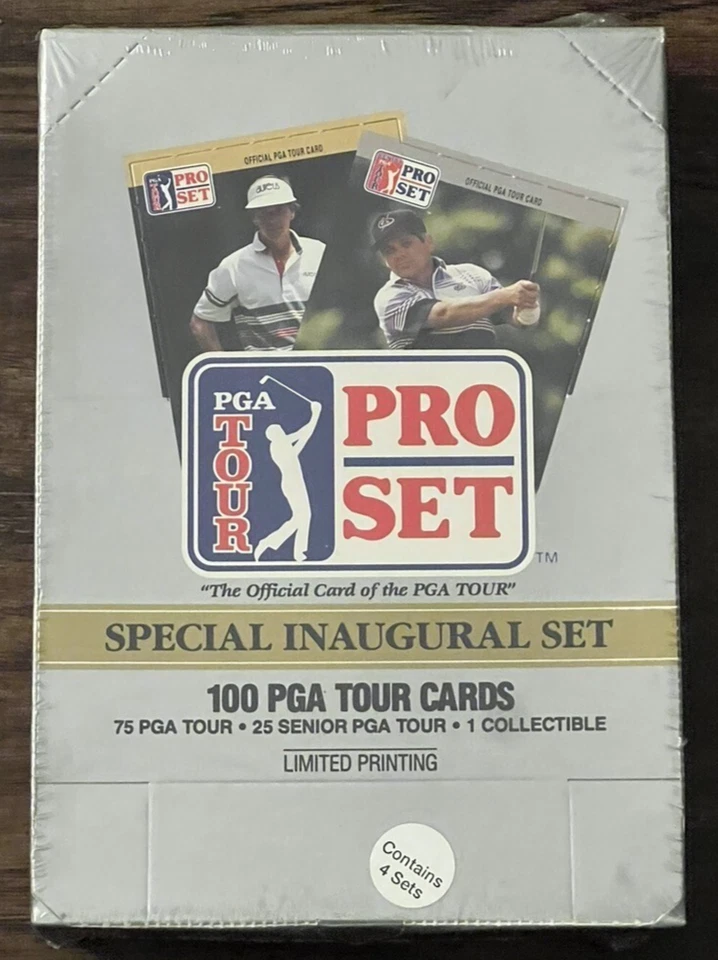 OFFICIAL PGA TOUR CARD
PRO
SET
TOUR
OFFICIAL PGA TOUR CARD
PRO
SET
PGA
TOUR
PRO
SET
TM
“The Official Card of the PGA TOUR”
SPECIAL INAUGURAL SET
100 PGA TOUR CARDS
75 PGA TOUR • 25 SENIOR PGA TOUR • 1 COLLECTIBLE
LIMITED PRINTING
Contains
4 Sets